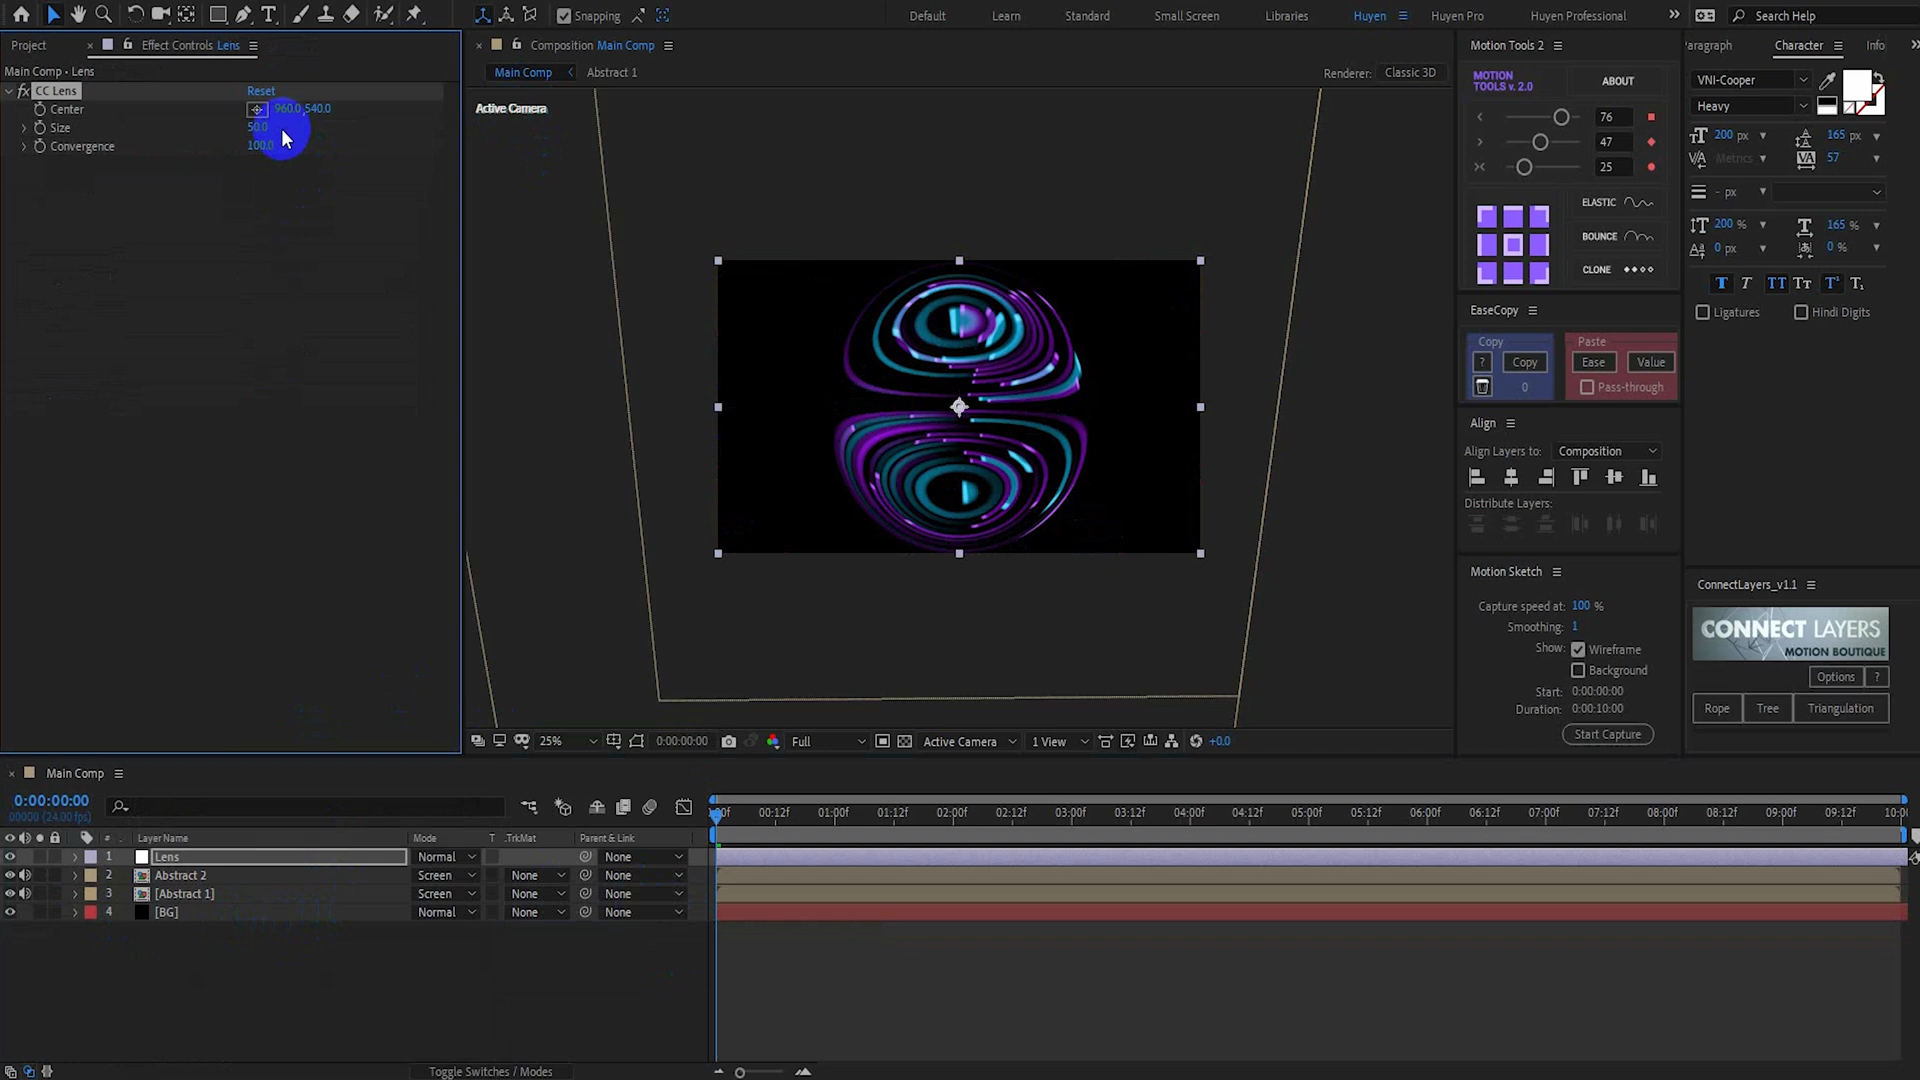 Snapping
Default
Learn
Standard
Small Screen
Libraries
Huyen
Huyen Pro
Huyen Professional
Search Help
Project
Effect Controls Lens
Composition Main Comp
Motion Tools 2
aragraph
Character
Info
Main Comp • Lens
Main Comp
Abstract 1
Renderer:
Classic 3D
fx CC Lens
Reset
Center
960.0,540.0
Size
50.0
Convergence
100.0
Active Camera
MOTION
TOOLS v. 2.0
ABOUT
76
47
25
ELASTIC
BOUNCE
CLONE
VNI-Cooper
Heavy
200 px
165 px
Metrics
57
- px
200 %
165 %
0 px
0 %
Ligatures
Hindi Digits
EaseCopy
Copy
Paste
?
Copy
Ease
Value
0
Pass-through
Align
Align Layers to:
Composition
Distribute Layers:
Motion Sketch
Capture speed at: 100 %
Smoothing: 1
Show:
Wireframe
Background
Start: 0:00:00:00
Duration: 0:00:10:00
Start Capture
ConnectLayers_v1.1
CONNECT LAYERS
MOTION BOUTIQUE
Options
?
Rope
Tree
Triangulation
25%
0:00:00:00
Full
Active Camera
1 View
+0.0
Main Comp
0:00:00:00
00000 (24.00 fps)
:00f 00:12f 01:00f 01:12f 02:00f 02:12f 03:00f 03:12f 04:00f 04:12f 05:00f 05:12f 06:00f 06:12f 07:00f 07:12f 08:00f 08:12f 09:00f 09:12f 10:00
# Layer Name Mode T .TrkMat Parent & Link
1 Lens Normal None
2 Abstract 2 Screen None None
3 [Abstract 1] Screen None None
4 [BG] Normal None None
Toggle Switches / Modes